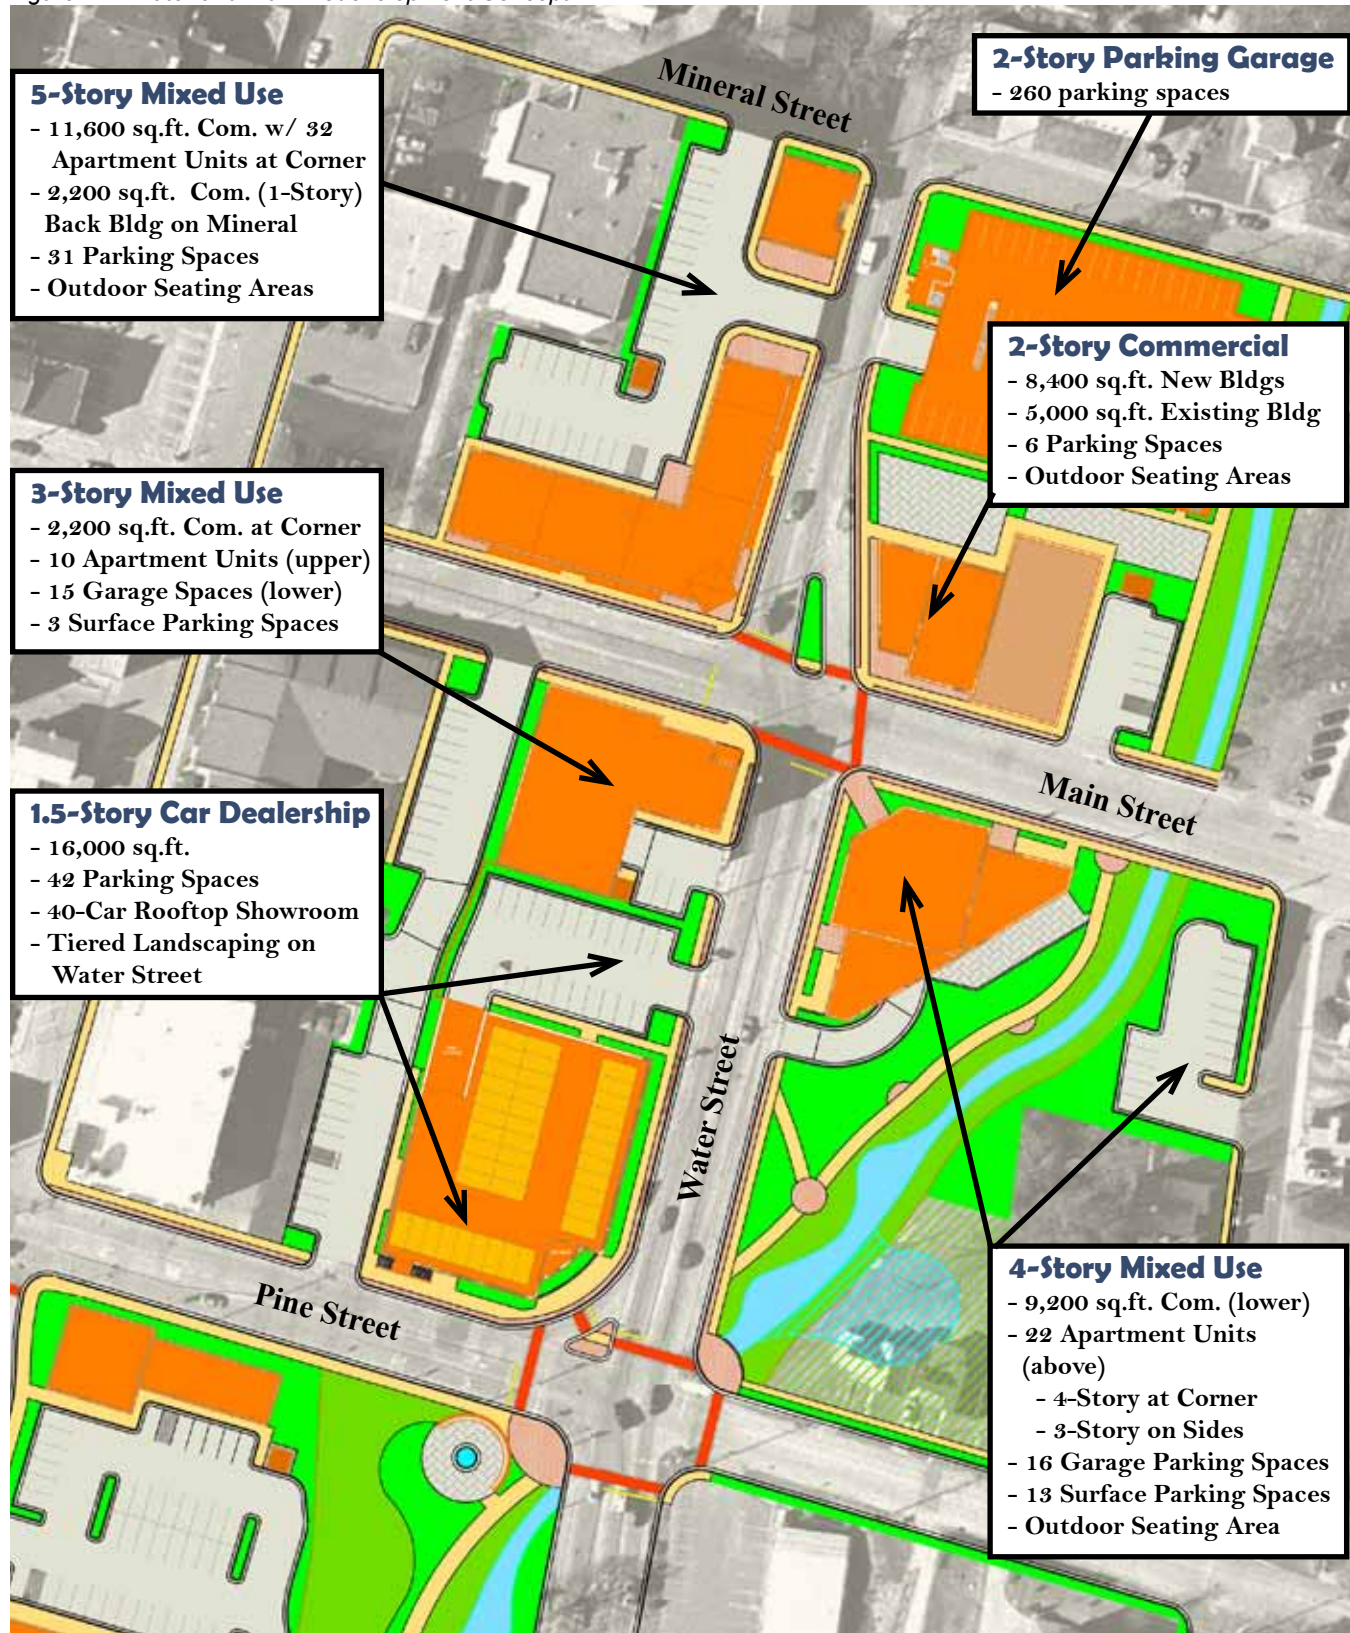 2-Story Parking Garage
- 260 parking spaces
Mineral Street
5-Story Mixed Use
- 11,600 sq.ft. Com. w/ 32
Apartment Units at Corner
- 2,200 sq.ft. Com. (1-Story)
Back Bldg on Mineral
- 31 Parking Spaces
- Outdoor Seating Areas
2-Story Commercial
- 8,400 sq.ft. New Bldgs
- 5,000 sq.ft. Existing Bldg
- 6 Parking Spaces
- Outdoor Seating Areas
3-Story Mixed Use
- 2,200 sq.ft. Com. at Corner
- 10 Apartment Units (upper)
- 15 Garage Spaces (lower)
- 3 Surface Parking Spaces
Main Street
1.5-Story Car Dealership
- 16,000 sq.ft.
- 42 Parking Spaces
- 40-Car Rooftop Showroom
- Tiered Landscaping on
Water Street
Water Street
Pine Street
4-Story Mixed Use
- 9,200 sq.ft. Com. (lower)
- 22 Apartment Units
(above)
- 4-Story at Corner
- 3-Story on Sides
- 16 Garage Parking Spaces
- 13 Surface Parking Spaces
- Outdoor Seating Area